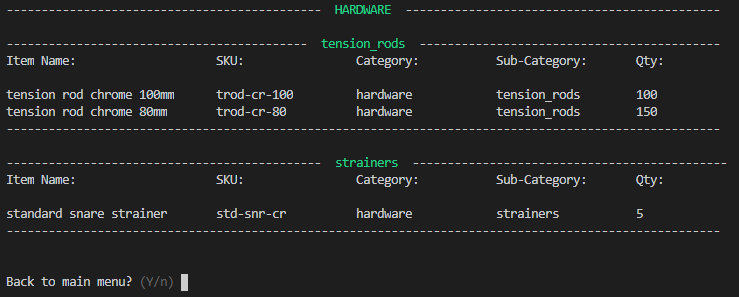 --------------------------------------------- HARDWARE ---------------------------------------------
------------------------------------------- tension_rods -------------------------------------------
Item Name: SKU: Category: Sub-Category: Qty:
tension rod chrome 100mm trod-cr-100 hardware tension_rods 100
tension rod chrome 80mm trod-cr-80 hardware tension_rods 150
------------------------------------------------------------------------------------------------------
--------------------------------------------- strainers ---------------------------------------------
Item Name: SKU: Category: Sub-Category: Qty:
standard snare strainer std-snr-cr hardware strainers 5
------------------------------------------------------------------------------------------------------
Back to main menu? (Y/n)